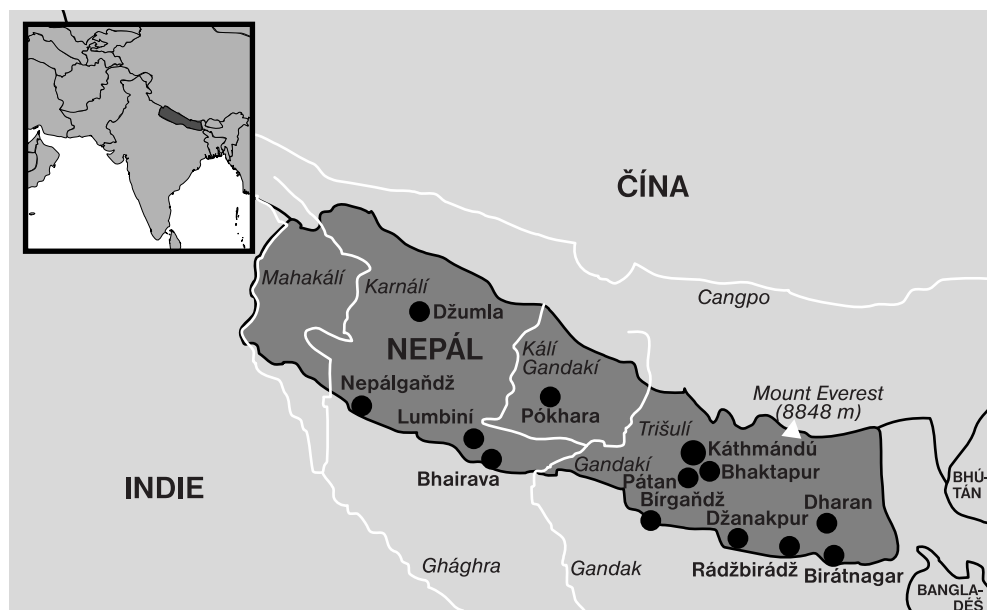 ČÍNA
Mahakálí
Karnálí
Cangpo
Džumla
NEPÁL
Kálí
Gandakí
Nepálgaňdž
Mount Everest
(8848 m)
Lumbiní
Pókhara
Trišulí
Káthmándú
Gandakí
Bhaktapur
Bhairava
Pátan
INDIE
BHÚ-
TÁN
Bírgaňdž
Dharan
Džanakpur
Ghághra
Gandak
Rádžbirádž
Birátnagar
BANGLA-
DÉŠ